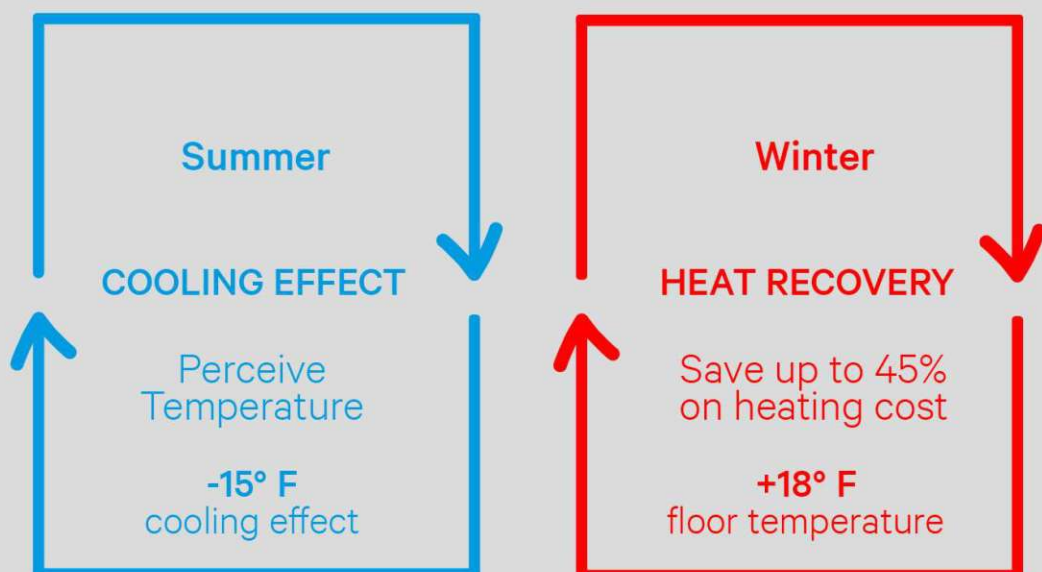 Summer
COOLING EFFECT
Perceive
Temperature
-15° F
cooling effect
Winter
HEAT RECOVERY
Save up to 45%
on heating cost
+18° F
floor temperature